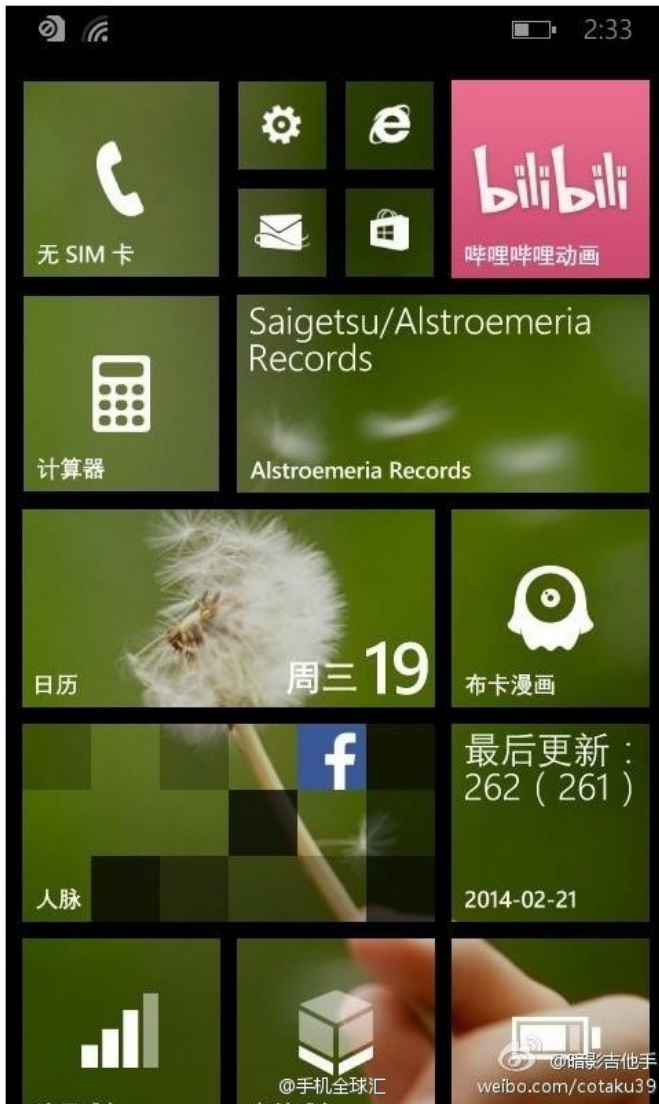 2:33
无 SIM 卡
bilibili
哔哩哔哩动画
Saigetsu/Alstroemeria
Records
计算器
Alstroemeria Records
日历
周三 19
布卡漫画
最后更新：
262（261）
人脉
2014-02-21
@手机全球汇
@暗影吉他手
weibo.com/cotaku39